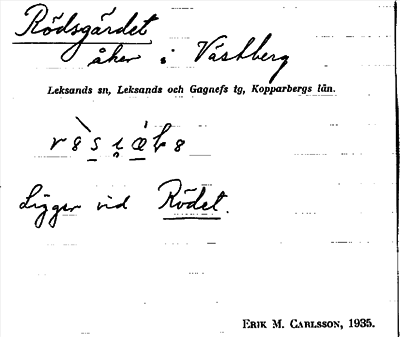 Rödsgärdet
åker i Västberg
Leksands sn, Leksands och Gagnefs tg, Kopparbergs län.
Ligger vid Rödet.
ERIK M. CARLSSON, 1935.